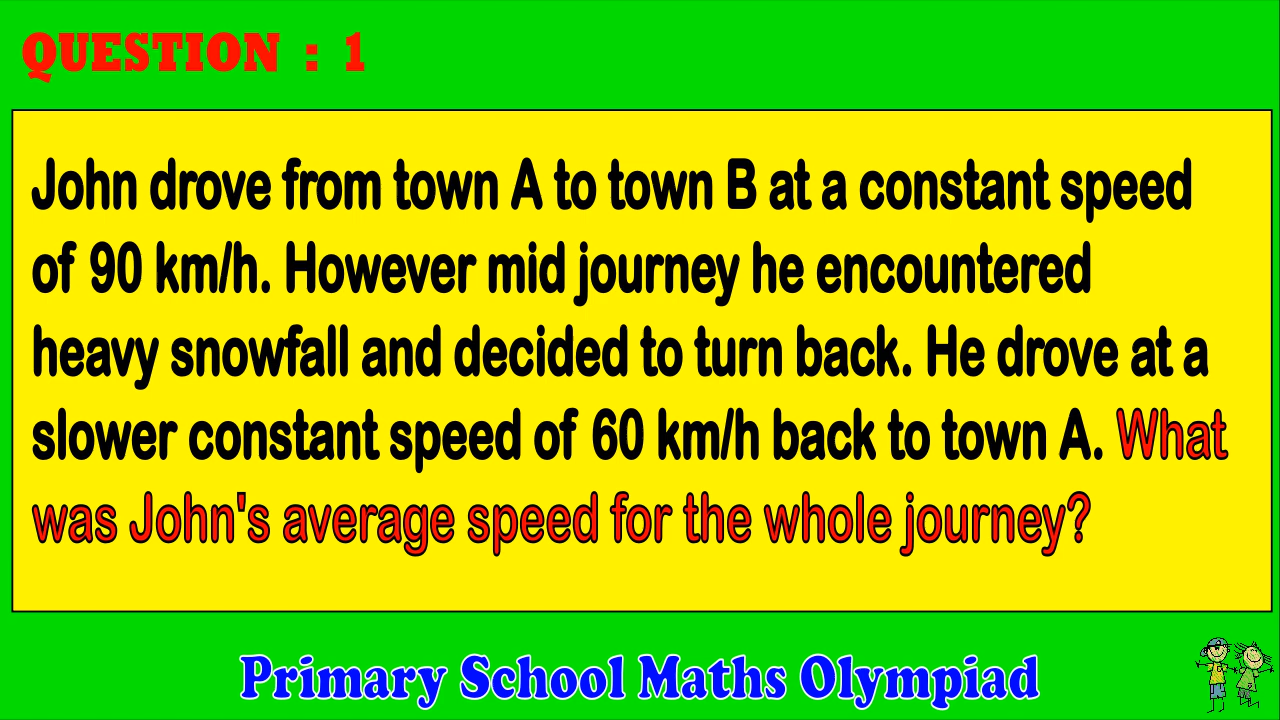 QUESTION : 1
John drove from town A to town B at a constant speed
of 90 km/h. However mid journey he encountered
heavy snowfall and decided to turn back. He drove at a
slower constant speed of 60 km/h back to town A. What
was John's average speed for the whole journey?
Primary School Maths Olympiad